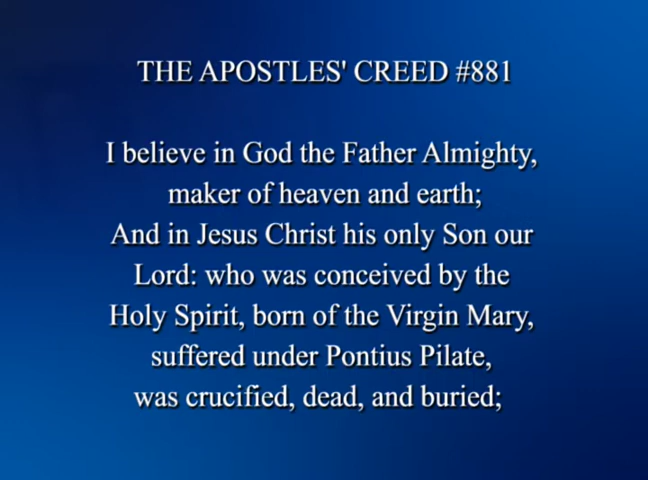 THE APOSTLES' CREED #881
I believe in God the Father Almighty,
maker of heaven and earth;
And in Jesus Christ his only Son our
Lord: who was conceived by the
Holy Spirit, born of the Virgin Mary,
suffered under Pontius Pilate,
was crucified, dead, and buried;